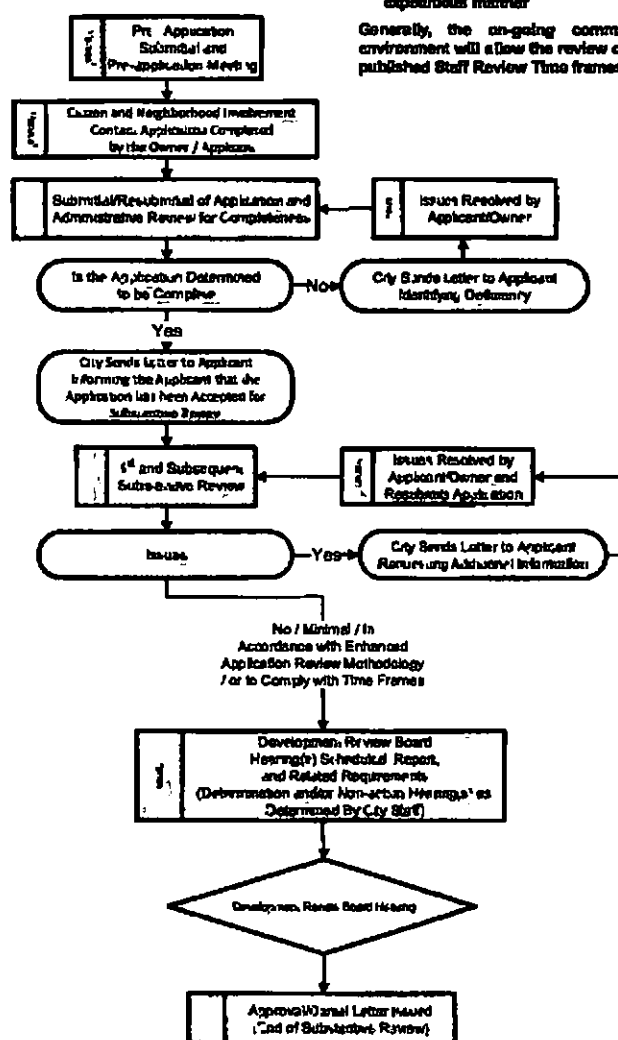 expeditious manner
Generally, the on-going comm
environment will allow the review o
published Staff Review Time frames
Pre-Application
Submittal and
Pre-application Meeting
Citizen and Neighborhood Involvement
Contact Applications Completed
by the Owner / Applicant
Submittal/Resubmittal of Application and
Administrative Review for Completeness
Issues Resolved by
Applicant/Owner
Is the Application Determined
to be Complete
No
City Sends Letter to Applicant
Identifying Deficiency
Yes
City Sends Letter to Applicant
Informing the Applicant that the
Application has been Accepted for
Substantive Review
1st and Subsequent
Substantive Review
Issues Resolved by
Applicant/Owner and
Resubmits Application
Issues
Yes
City Sends Letter to Applicant
Requesting Additional Information
No / Minimal / In
Accordance with Enhanced
Application Review Methodology
/ or to Comply with Time Frames
Development Review Board
Hearing(s) Scheduled, Report,
and Related Requirements
(Determination and/or Non-action Hearing(s) as
Determined By City Staff)
Development Review Board Hearing
Approval/Denial Letter Issued
(End of Substantive Review)